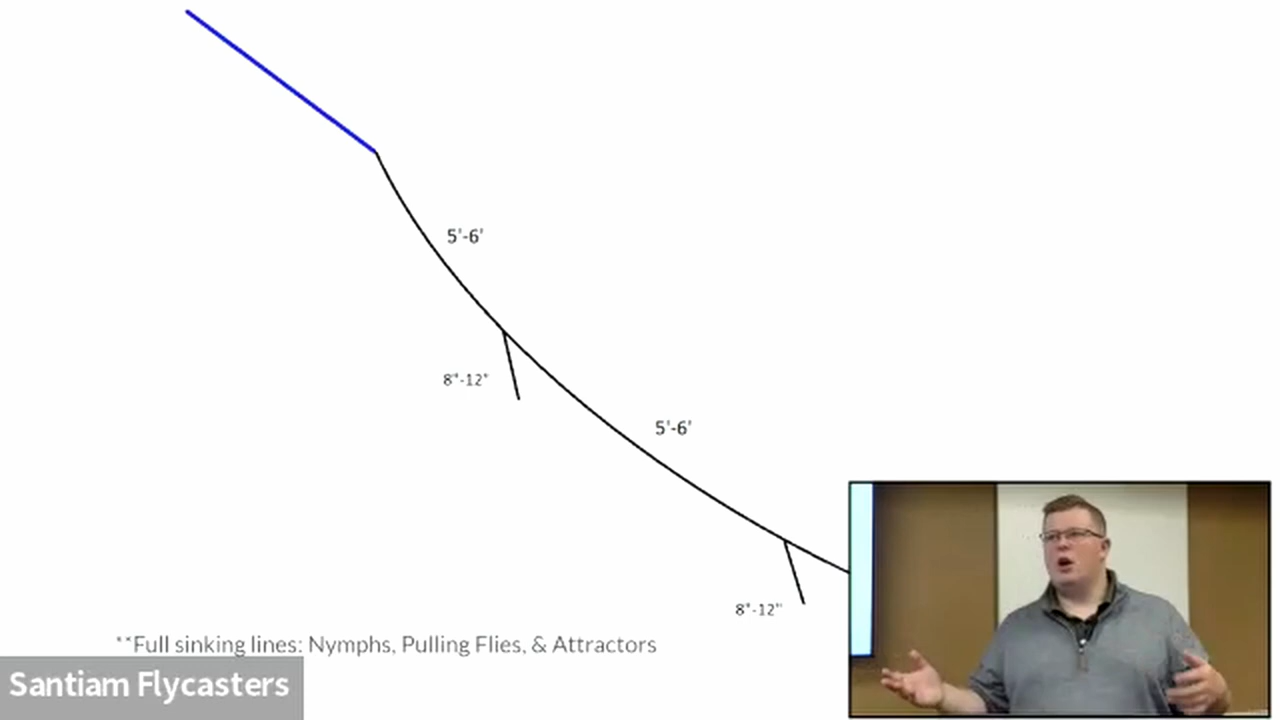 5'-6'
8"-12"
5'-6'
8"-12"
**Full sinking lines: Nymphs, Pulling Flies, & Attractors
Santiam Flycasters